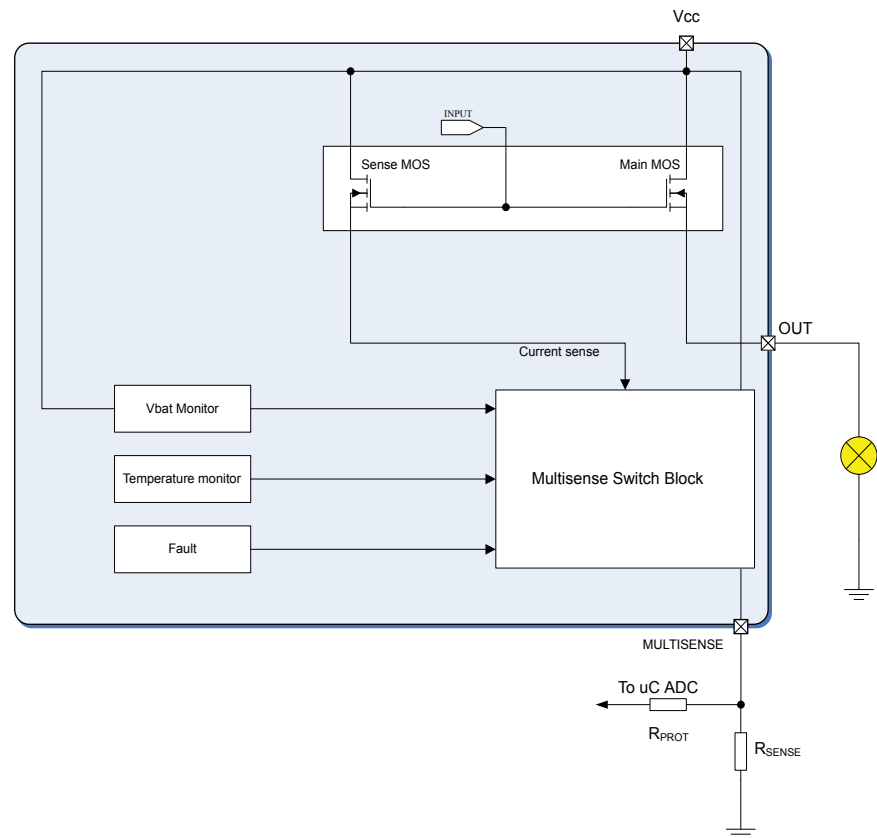 Vcc
INPUT
Sense MOS
Main MOS
OUT
Current sense
Vbat Monitor
Temperature monitor
Multisense Switch Block
Fault
MULTISENSE
To uC ADC
RPROT
RSENSE